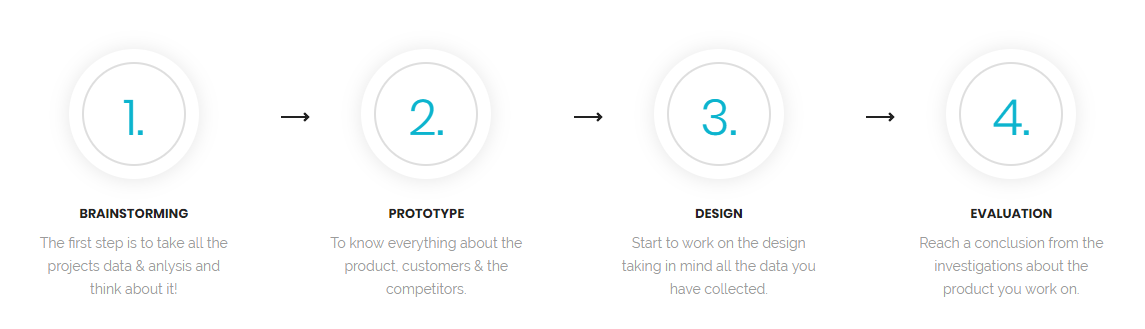 1.
2.
3.
4.
BRAINSTORMING
The first step is to take all the
projects data & anlysis and
think about it!
PROTOTYPE
To know everything about the
product, customers & the
competitors.
DESIGN
Start to work on the design
taking in mind all the data you
have collected.
EVALUATION
Reach a conclusion from the
investigations about the
product you work on.